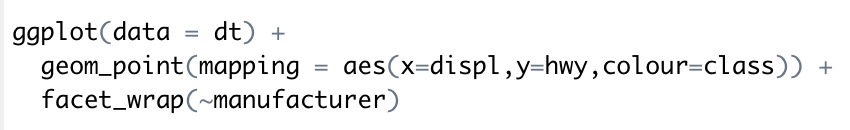 ggplot(data = dt) +
  geom_point(mapping = aes(x=displ,y=hwy,colour=class)) +
  facet_wrap(~manufacturer)